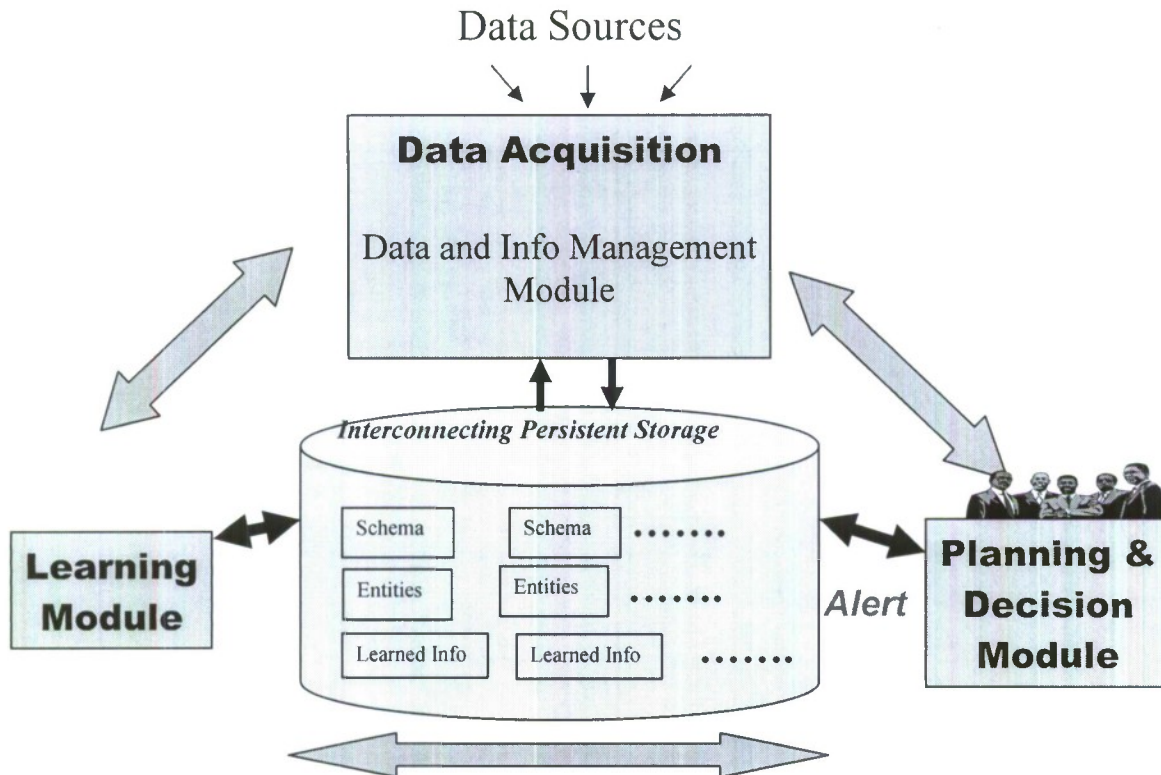 Data Sources
Data Acquisition
Data and Info Management
Module
Interconnecting Persistent Storage
Schema
Schema
.......
Entities
Entities
.......
Learned Info
Learned Info
.......
Learning
Module
Alert
Planning &
Decision
Module